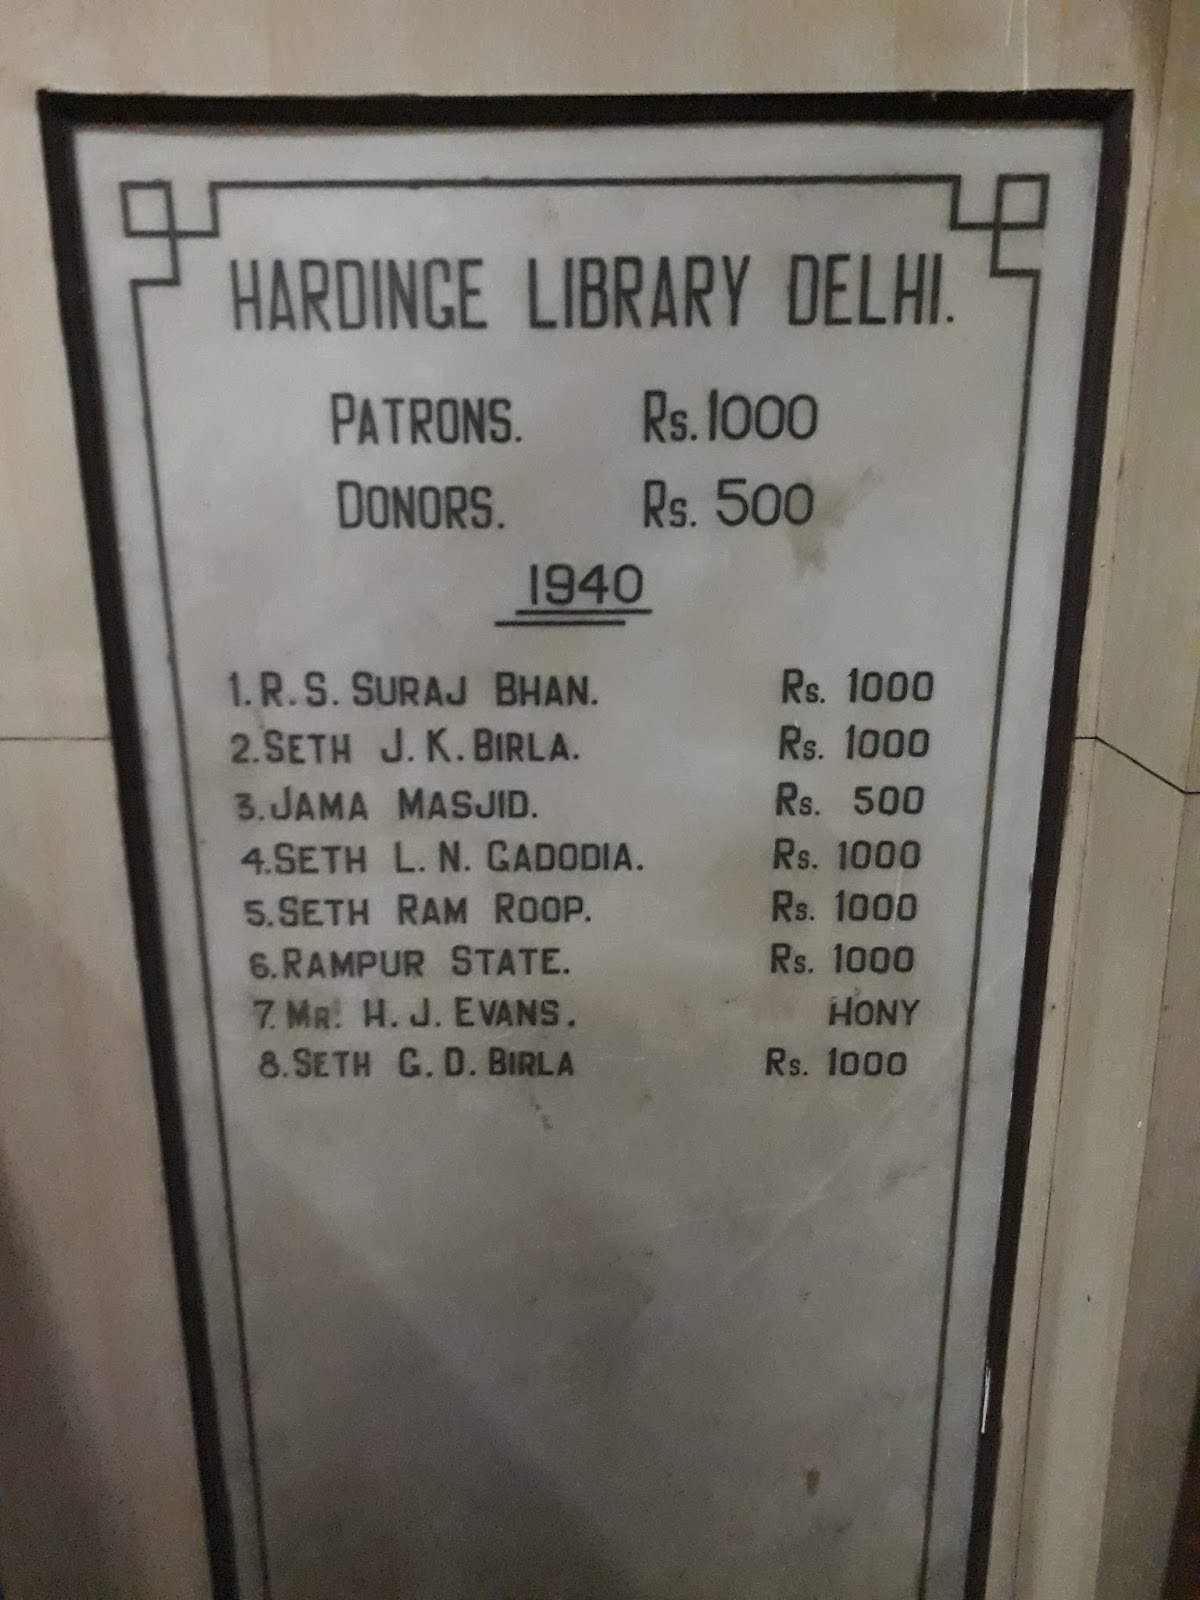 HARDINGE LIBRARY DELHI.
PATRONS. RS. 1000
DONORS. RS. 500
1940
1. R. S. SURAJ BHAN. RS. 1000
2. SETH J. K. BIRLA. RS. 1000
3. JAMA MASJID. RS. 500
4. SETH L. N. GADODIA. RS. 1000
5. SETH RAM ROOP. RS. 1000
6. RAMPUR STATE. RS. 1000
7. MR. H. J. EVANS. HONY
8. SETH G. D. BIRLA RS. 1000